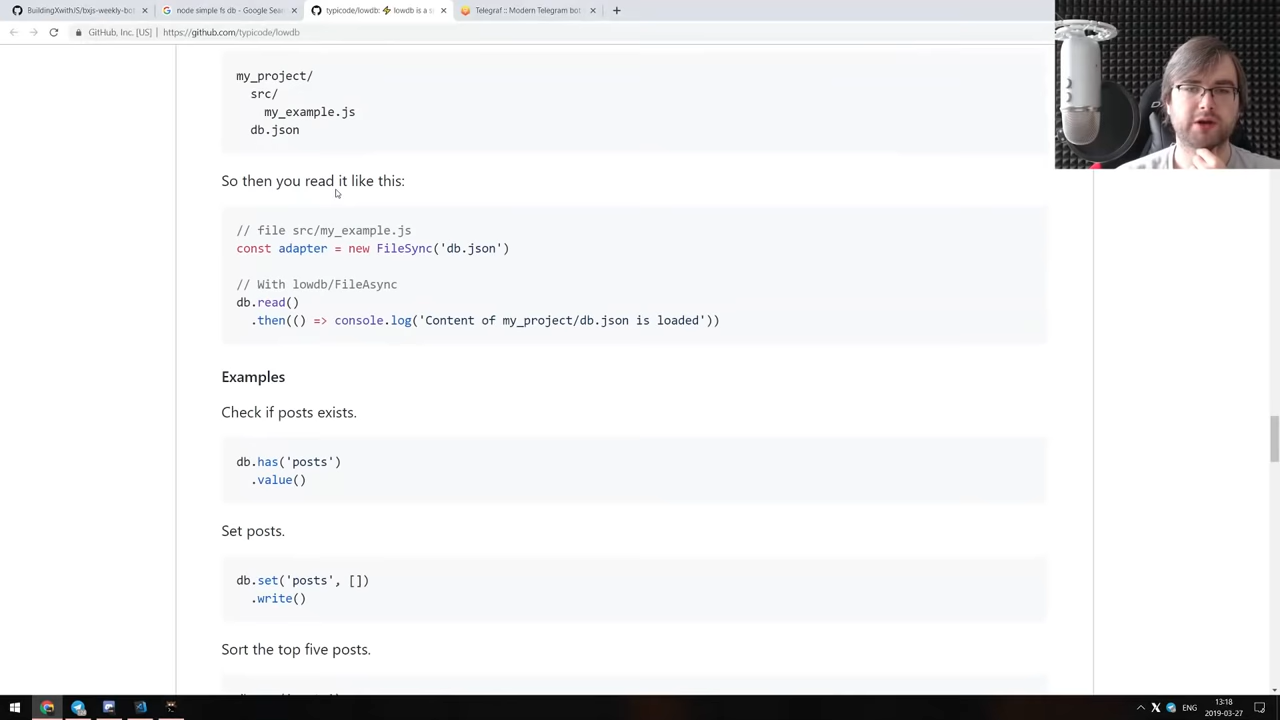 BuildingXwithJS/bxjs-weekly-bot
node simple fs db - Google Sear
typicode/lowdb: ⚡ lowdb is a s
Telegraf :: Modern Telegram bot
GitHub, Inc. [US] | https://github.com/typicode/lowdb
my_project/
src/
my_example.js
db.json
So then you read it like this:
// file src/my_example.js
const adapter = new FileSync('db.json')
// With lowdb/FileAsync
db.read()
.then(() => console.log('Content of my_project/db.json is loaded'))
Examples
Check if posts exists.
db.has('posts')
.value()
Set posts.
db.set('posts', [])
.write()
Sort the top five posts.
ENG
13:18
2019-03-27